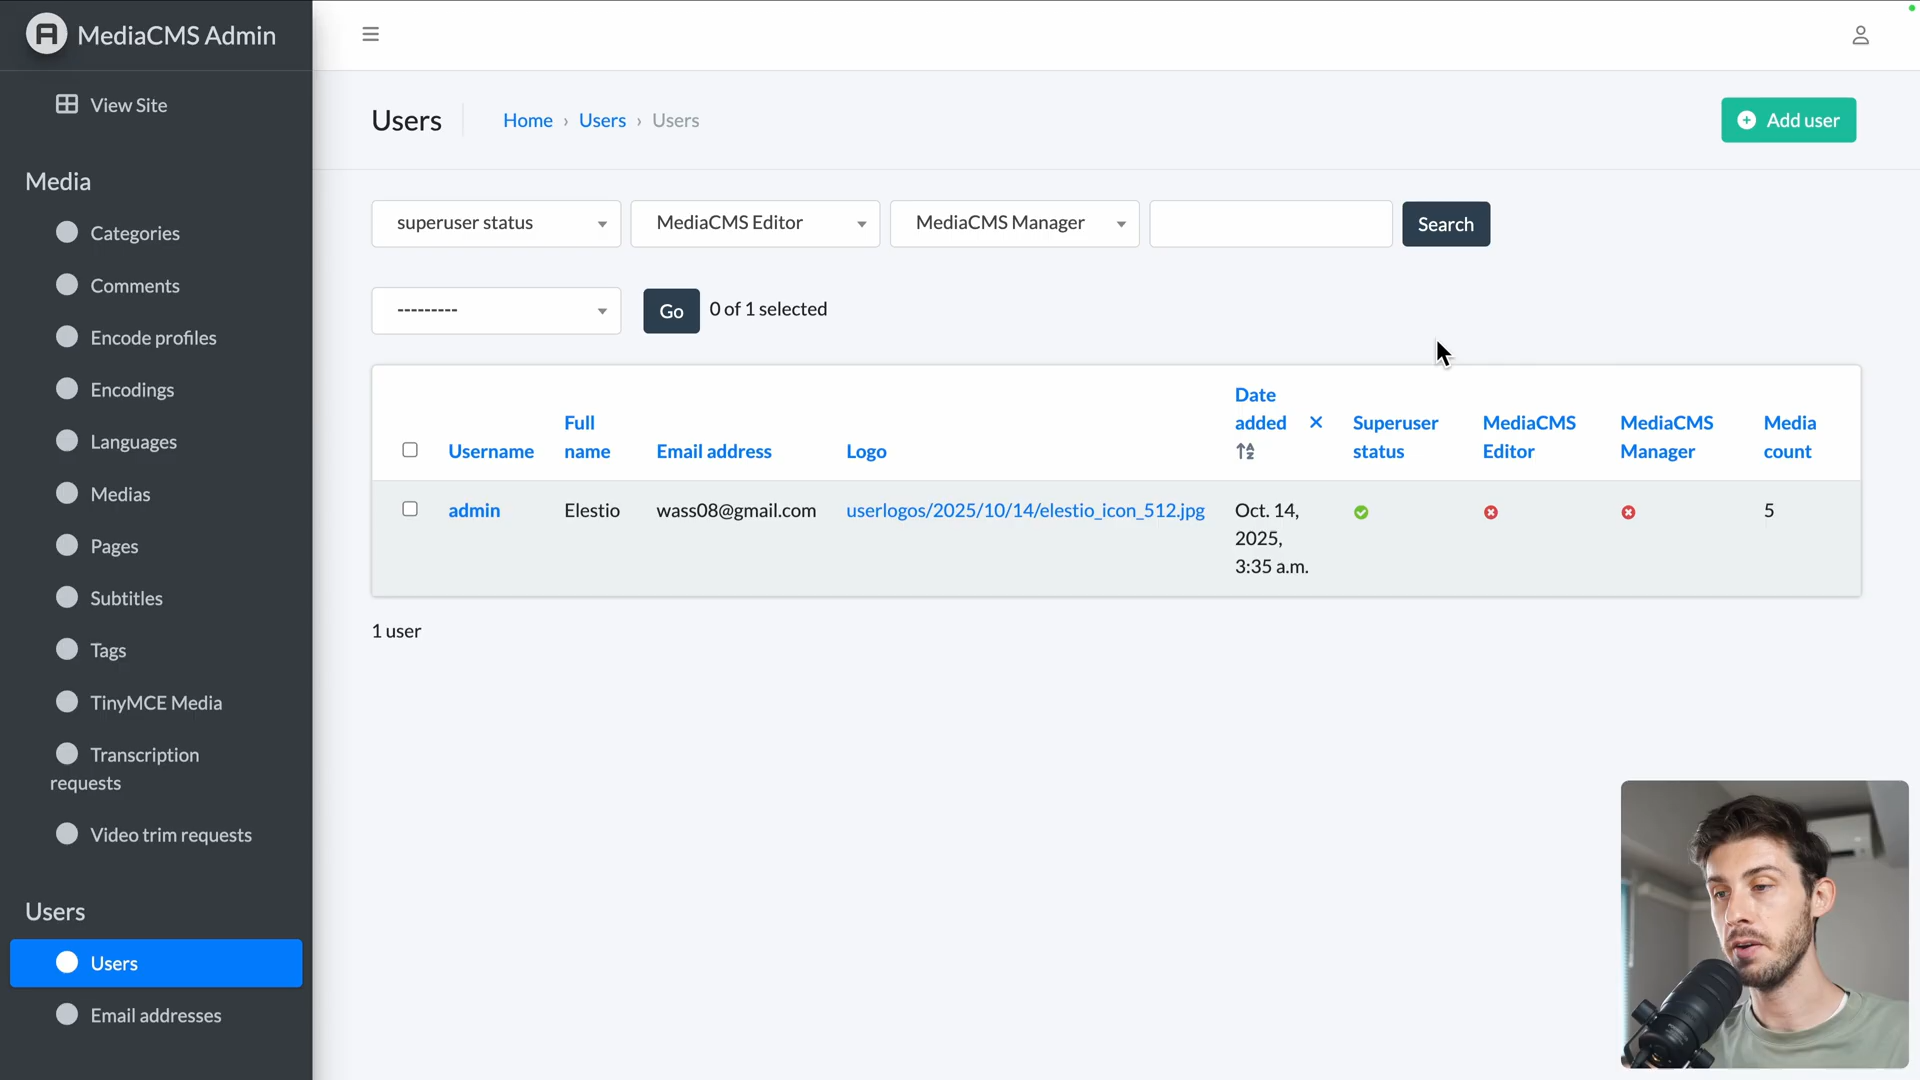 MediaCMS Admin
View Site
Media
Categories
Comments
Encode profiles
Encodings
Languages
Medias
Pages
Subtitles
Tags
TinyMCE Media
Transcription
requests
Video trim requests
Users
Users
Email addresses
Users
Home › Users › Users
Add user
superuser status
MediaCMS Editor
MediaCMS Manager
Search
---------
Go
0 of 1 selected
Username
Full
name
Email address
Logo
Date
added
Superuser
status
MediaCMS
Editor
MediaCMS
Manager
Media
count
admin
Elestio
wass08@gmail.com
userlogos/2025/10/14/elestio_icon_512.jpg
Oct. 14,
2025,
3:35 a.m.
5
1 user